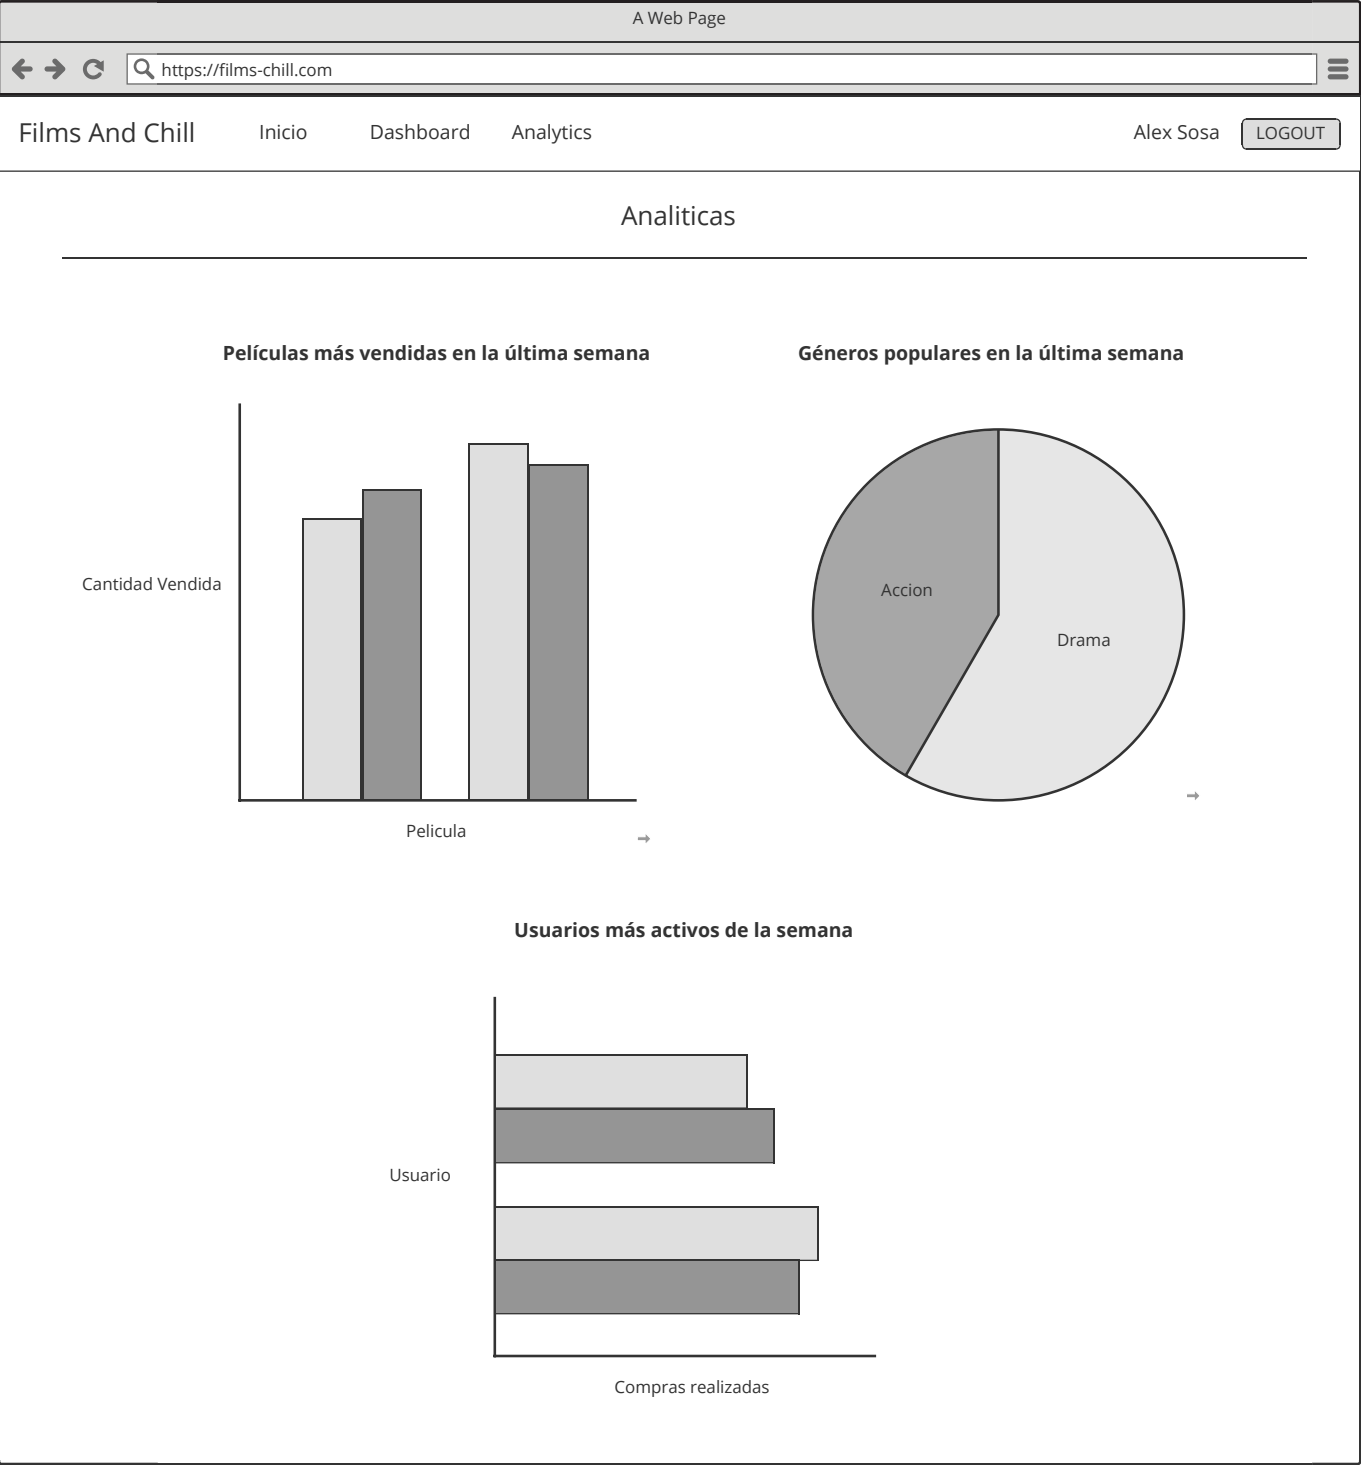 A Web Page
https://films-chill.com
Films And Chill Inicio Dashboard Analytics Alex Sosa LOGOUT
Analiticas
Películas más vendidas en la última semana
Géneros populares en la última semana
Cantidad Vendida
Pelicula
Accion
Drama
Usuarios más activos de la semana
Usuario
Compras realizadas